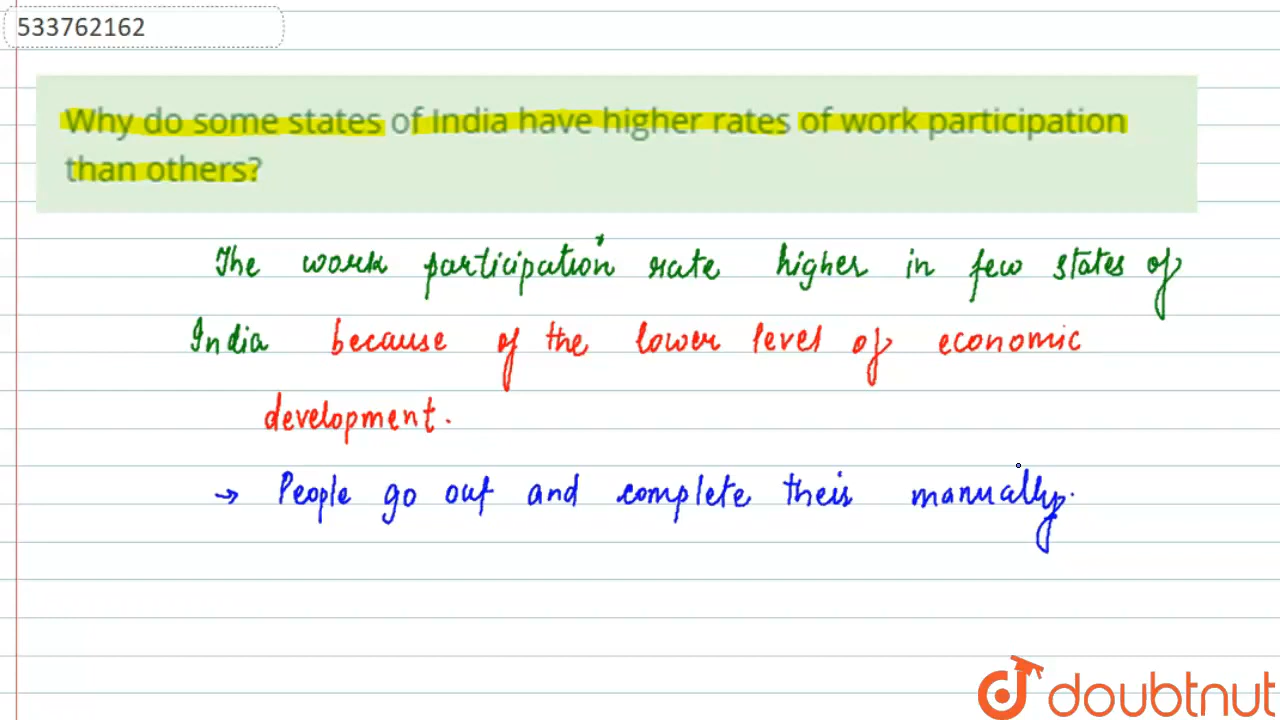 533762162
Why do some states of India have higher rates of work participation
than others?
The work participation rate higher in few states of
India because of the lower level of economic
development.
→ People go out and complete their manually.
doubtnut